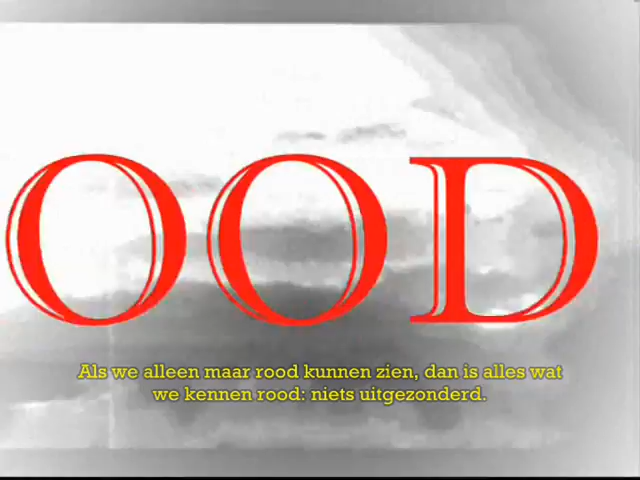 OOD
Als we alleen maar rood kunnen zien, dan is alles wat
we kennen rood: niets uitgezonderd.